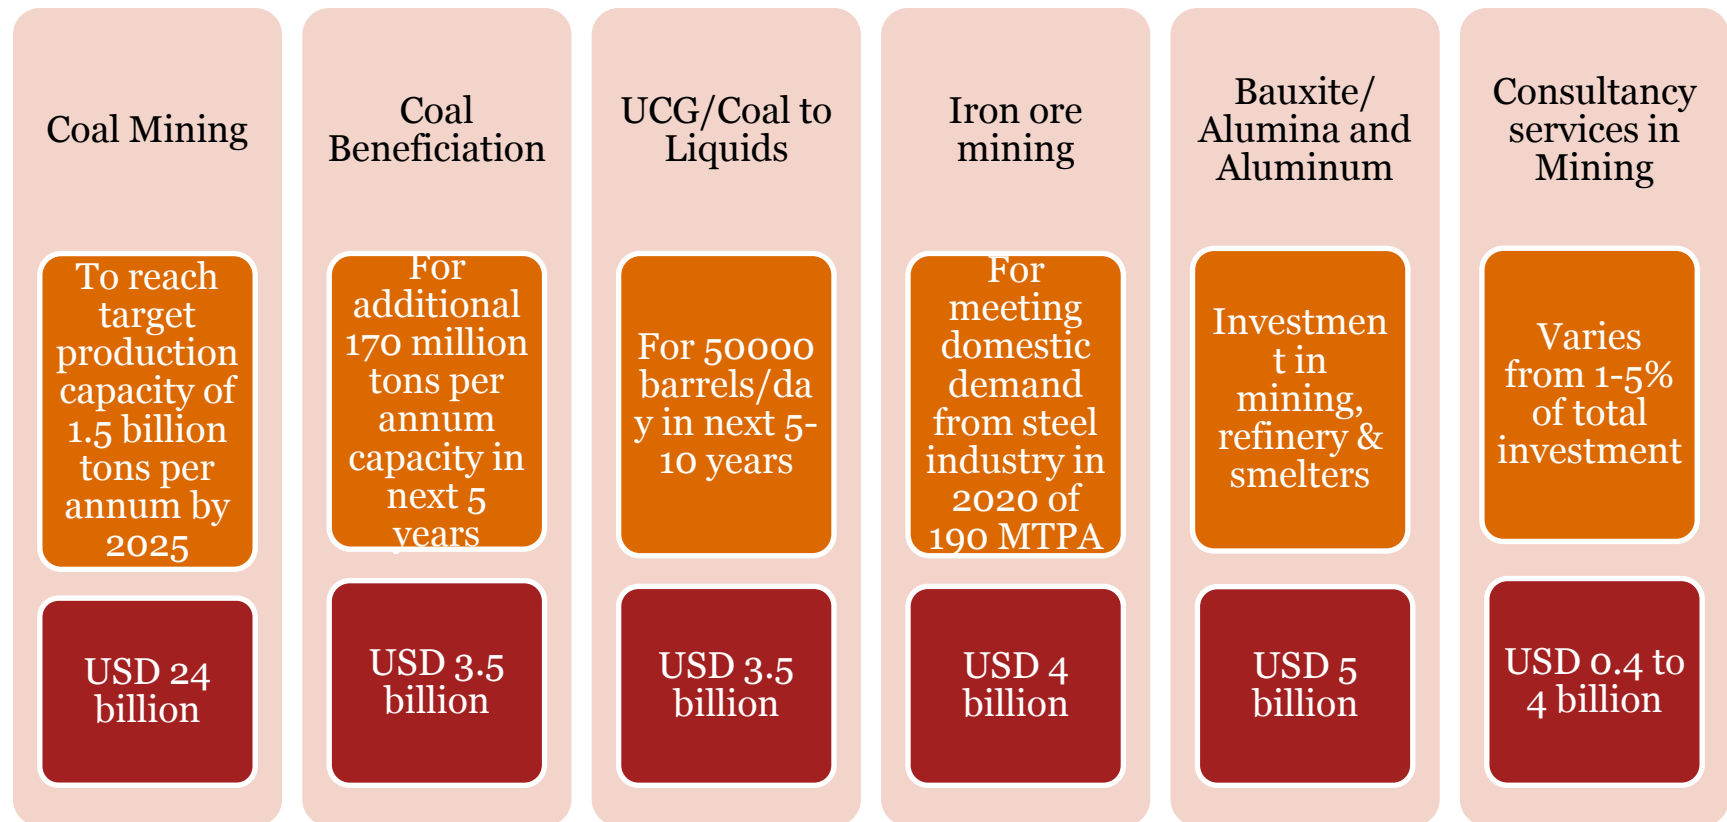 Coal Mining
To reach
target
production
capacity of
1.5 billion
tons per
annum by
2025
USD 24
billion
Coal
Beneficiation
For
additional
170 million
tons per
annum
capacity in
next 5
years
USD 3.5
billion
UCG/Coal to
Liquids
For 50000
barrels/da
y in next 5-
10 years
USD 3.5
billion
Iron ore
mining
For
meeting
domestic
demand
from steel
industry in
2020 of
190 MTPA
USD 4
billion
Bauxite/
Alumina and
Aluminum
Investmen
t in
mining,
refinery &
smelters
USD 5
billion
Consultancy
services in
Mining
Varies
from 1-5%
of total
investment
USD 0.4 to
4 billion